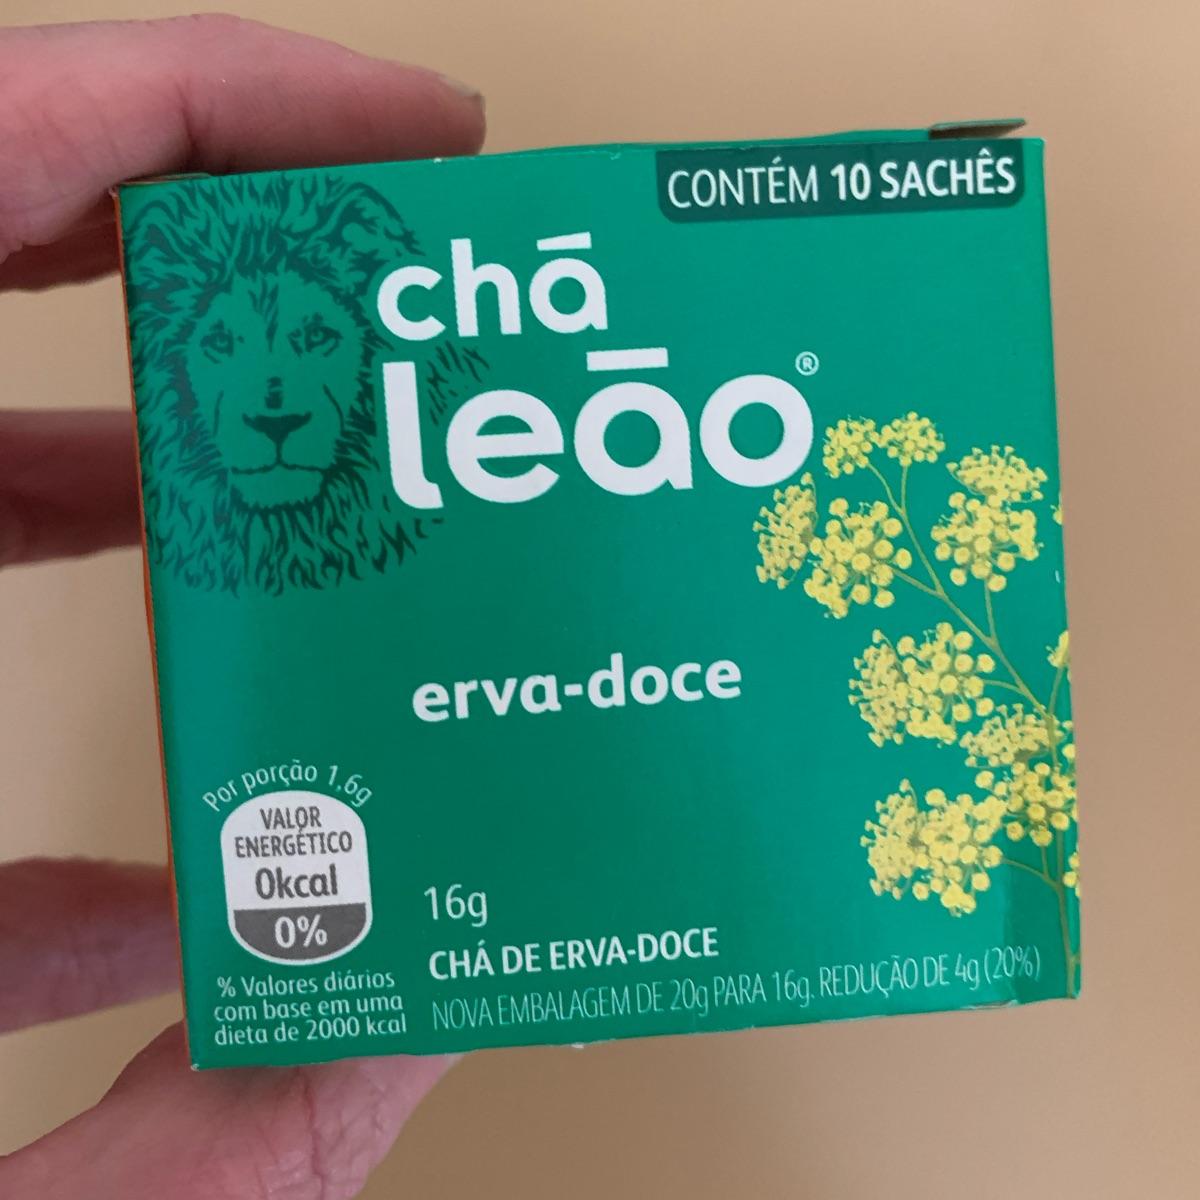 CONTÉM 10 SACHÊS
chá
leão®
erva-doce
Por porção 1,6g
VALOR
ENERGÉTICO
0kcal
0%
% Valores diários
com base em uma
dieta de 2000 kcal
16g
CHÁ DE ERVA-DOCE
NOVA EMBALAGEM DE 20g PARA 16g. REDUÇÃO DE 4g (20%)